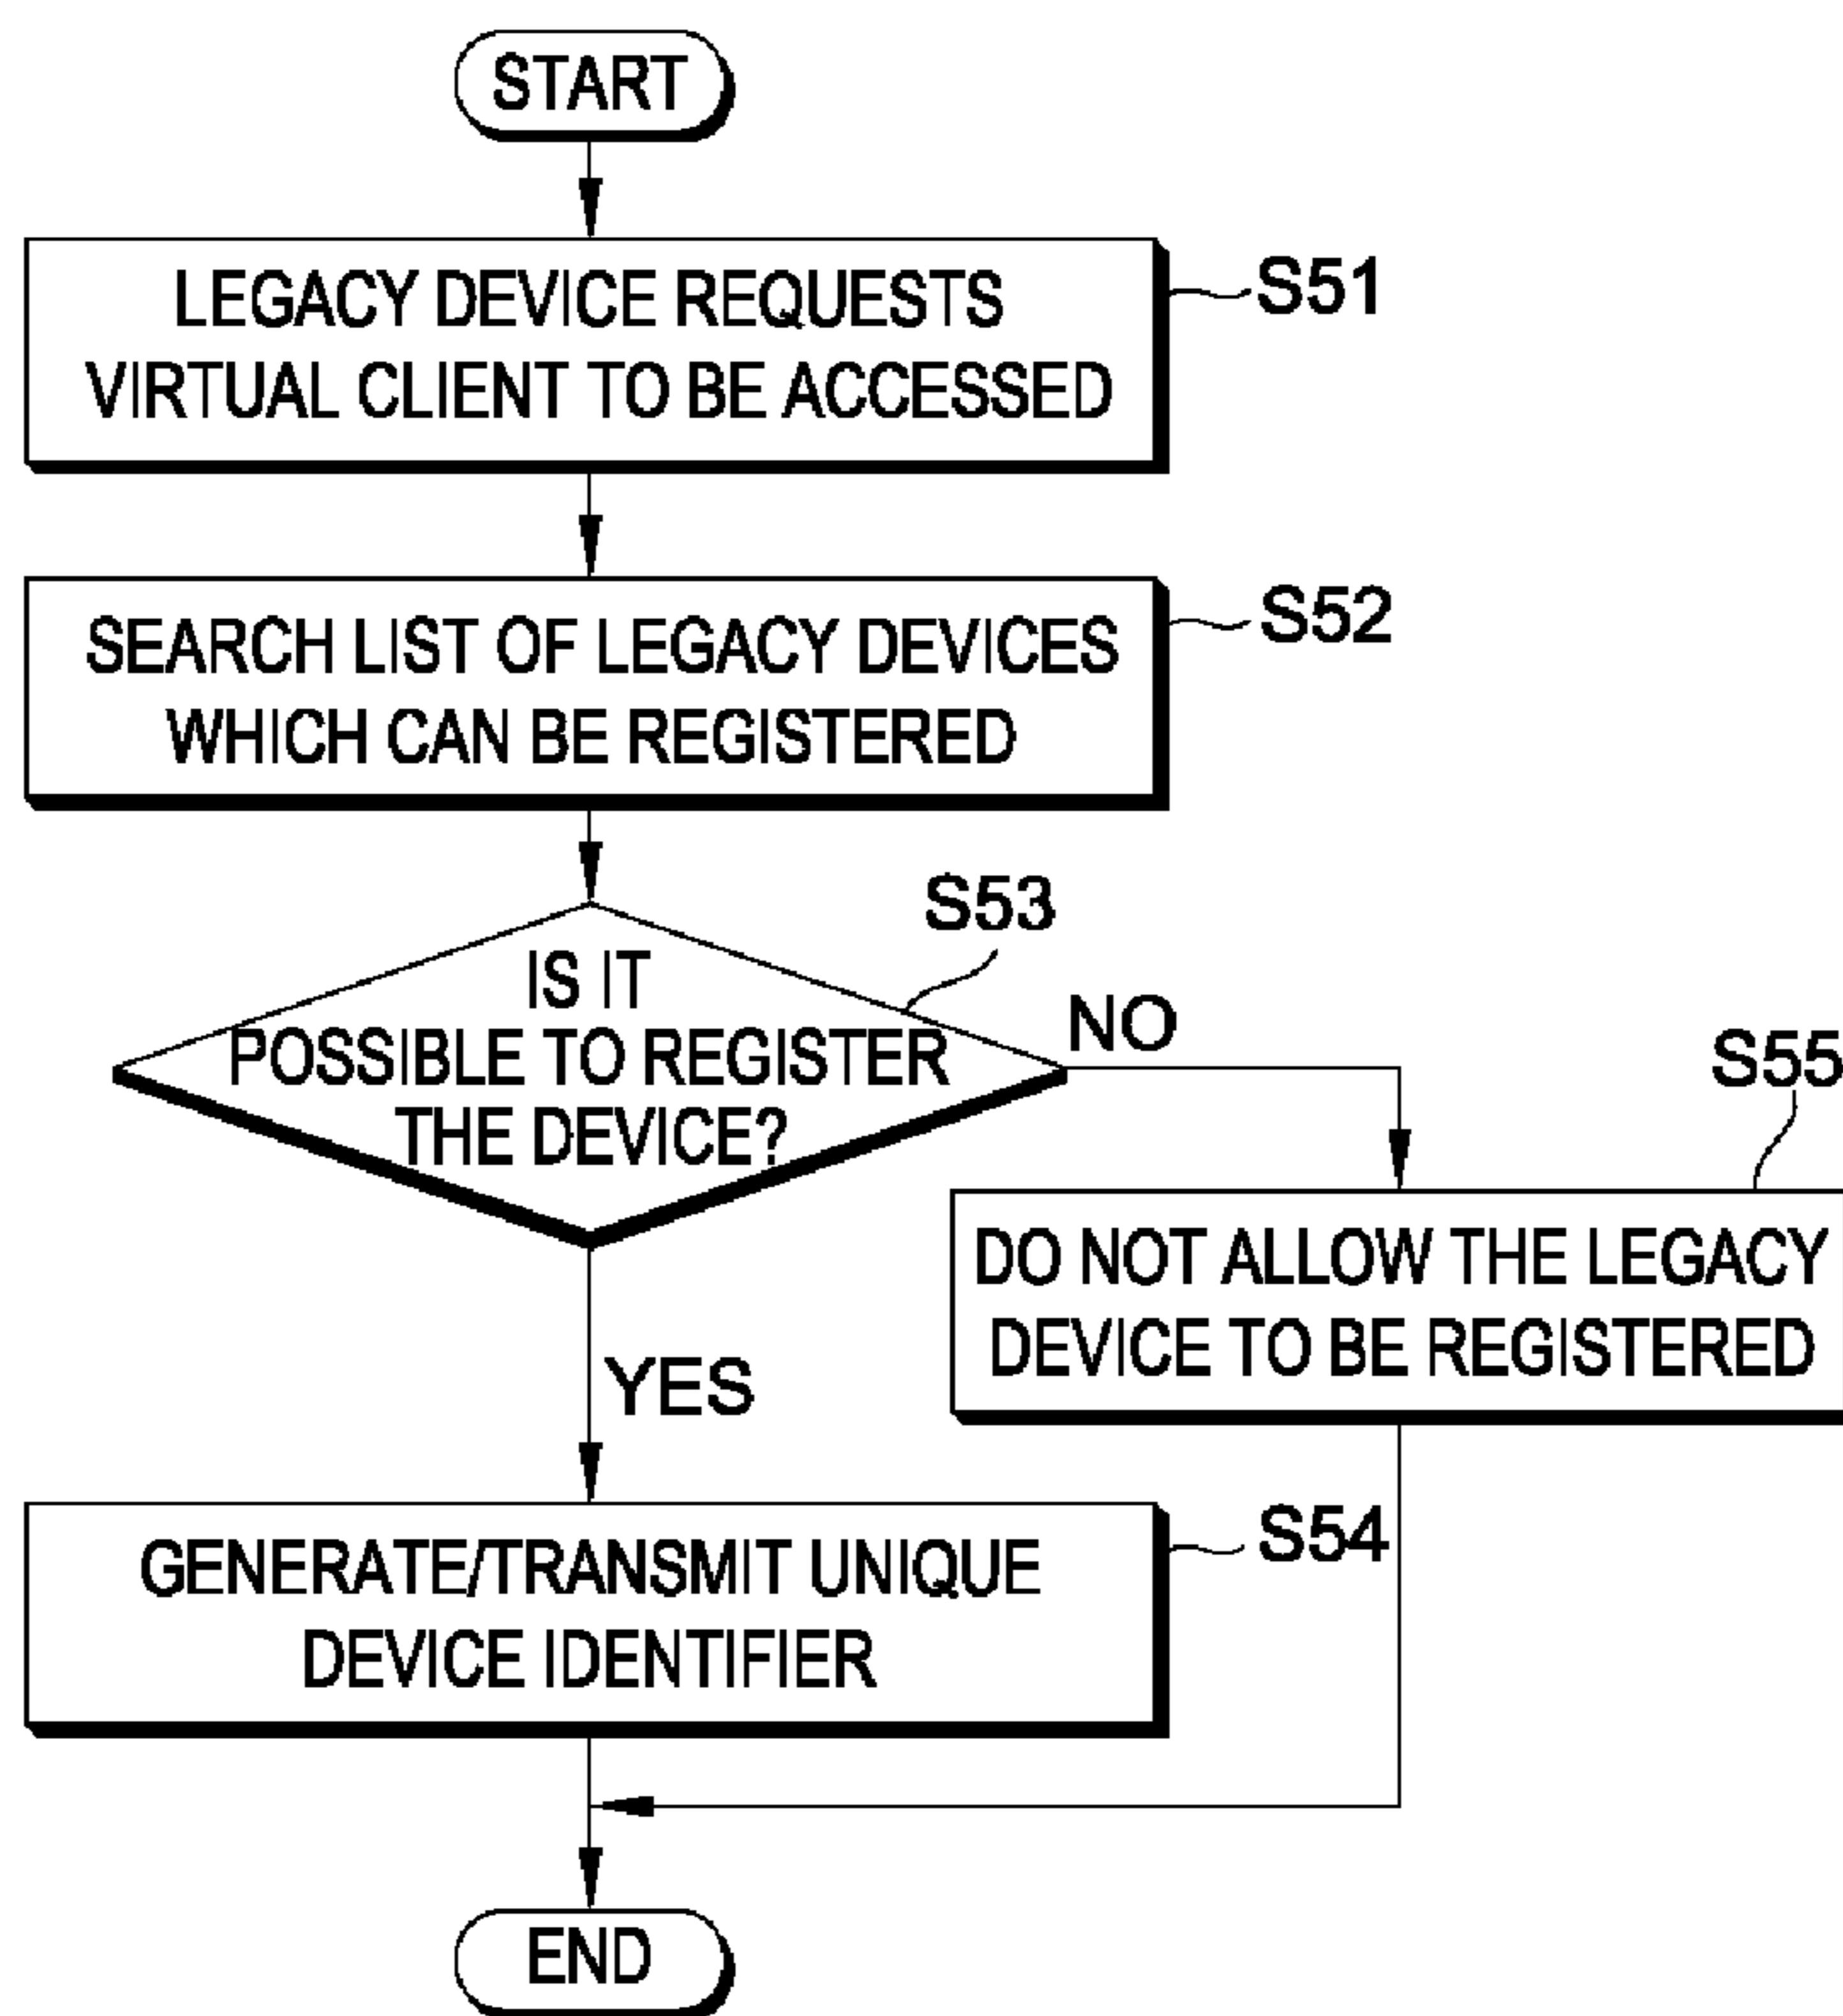 START
LEGACY DEVICE REQUESTS
VIRTUAL CLIENT TO BE ACCESSED
S51
SEARCH LIST OF LEGACY DEVICES
WHICH CAN BE REGISTERED
S52
S53
IS IT
POSSIBLE TO REGISTER
THE DEVICE?
NO
S55
DO NOT ALLOW THE LEGACY
DEVICE TO BE REGISTERED
YES
GENERATE/TRANSMIT UNIQUE
DEVICE IDENTIFIER
S54
END